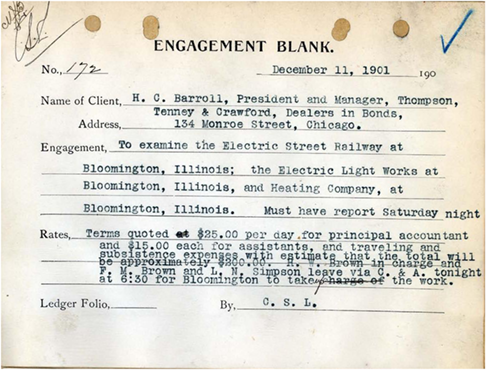 ENGAGEMENT BLANK.
No., 172 December 11, 1901 190
Name of Client, H. C. Barroll, President and Manager, Thompson,
Tenney & Crawford, Dealers in Bonds,
Address, 134 Monroe Street, Chicago.
Engagement, To examine the Electric Street Railway at
Bloomington, Illinois; the Electric Light Works at
Bloomington, Illinois, and Heating Company, at
Bloomington, Illinois. Must have report Saturday night
Rates, Terms quoted at $25.00 per day for principal accountant
and $15.00 each for assistants, and traveling and
subsistence expenses with estimate that the total will
be approximately $200.00. R. W. Brown in charge and
F. M. Brown and L. N. Simpson leave via C. & A. tonight
at 6:30 for Bloomington to take charge of the work.
Ledger Folio, By, C. S. L.